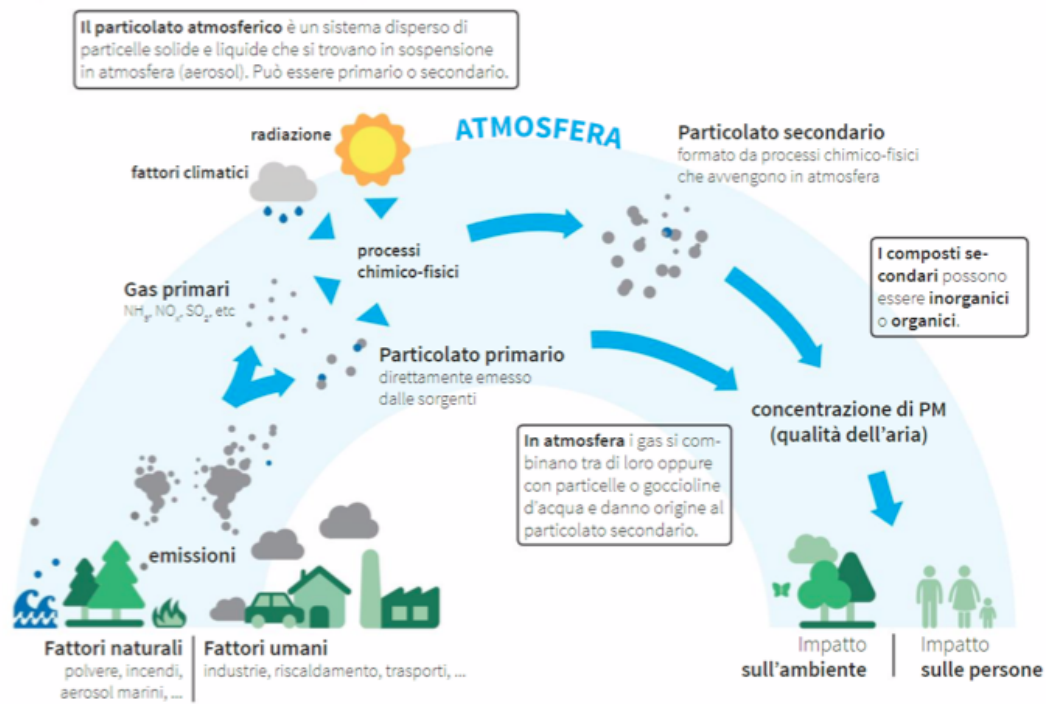 Il particolato atmosferico è un sistema disperso di
particelle solide e liquide che si trovano in sospensione
in atmosfera (aerosol). Può essere primario o secondario.
radiazione
ATMOSFERA
fattori climatici
Particolato secondario
formato da processi chimico-fisici
che avvengono in atmosfera
processi
chimico-fisici
I composti se-
condari possono
essere inorganici
o organici.
Gas primari
NH₃, NOₓ, SO₂, etc
Particolato primario
direttamente emesso
dalle sorgenti
concentrazione di PM
(qualità dell'aria)
In atmosfera i gas si com-
binano tra di loro oppure
con particelle o goccioline
d'acqua e danno origine al
particolato secondario.
emissioni
Fattori naturali
polvere, incendi,
aerosol marini, ...
Fattori umani
industrie, riscaldamento, trasporti, ...
Impatto
sull'ambiente
Impatto
sulle persone